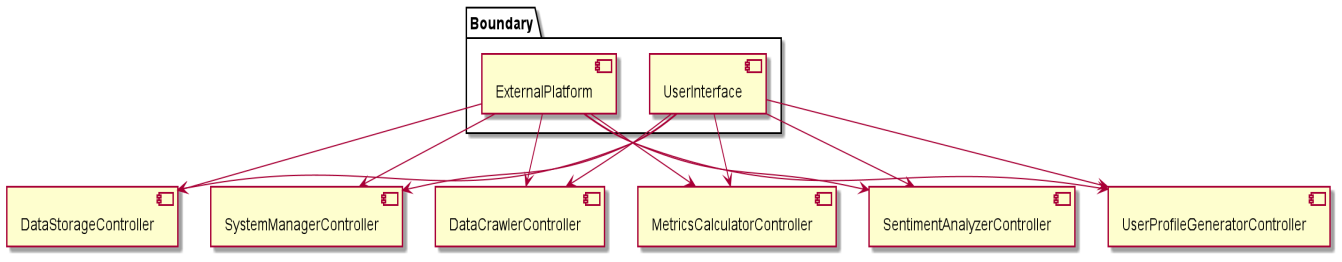 Boundary
ExternalPlatform
UserInterface
DataStorageController
SystemManagerController
DataCrawlerController
MetricsCalculatorController
SentimentAnalyzerController
UserProfileGeneratorController